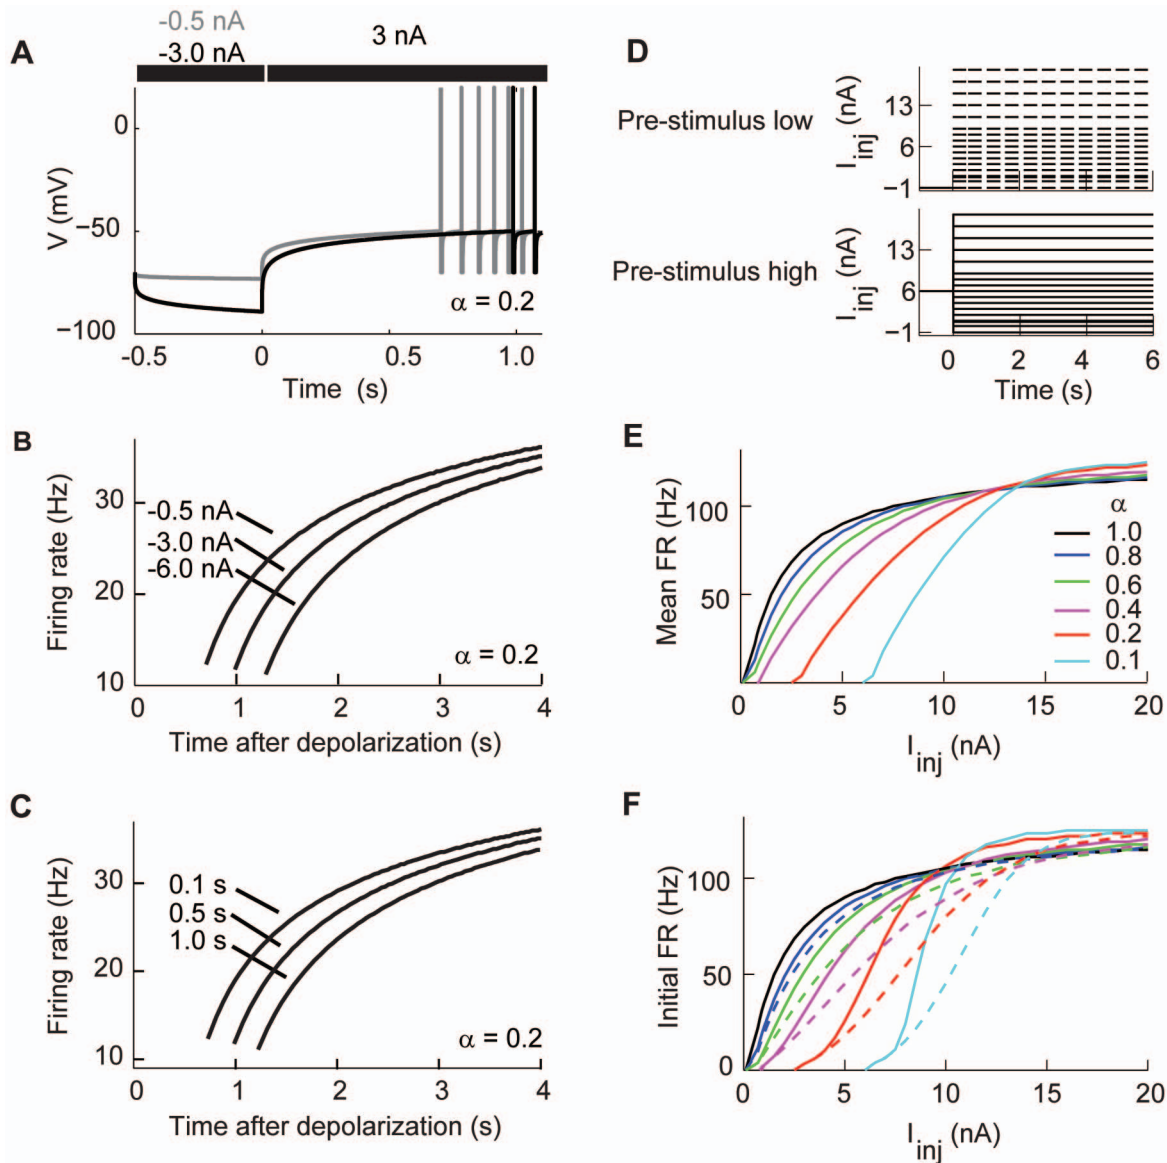 A
-0.5 nA
-3.0 nA
3 nA
0
−50
−100
V (mV)
α = 0.2
-0.5
0
0.5
1.0
Time (s)
B
Firing rate (Hz)
30
20
10
-0.5 nA
-3.0 nA
-6.0 nA
α = 0.2
0
1
2
3
4
Time after depolarization (s)
C
Firing rate (Hz)
30
20
10
0.1 s
0.5 s
1.0 s
α = 0.2
0
1
2
3
4
Time after depolarization (s)
D
Pre-stimulus low
I inj (nA)
13
6
−1
Pre-stimulus high
I inj (nA)
13
6
−1
0
2
4
6
Time (s)
E
Mean FR (Hz)
100
50
α
1.0
0.8
0.6
0.4
0.2
0.1
0
5
10
15
20
I inj (nA)
F
Initial FR (Hz)
100
50
0
0
5
10
15
20
I inj (nA)